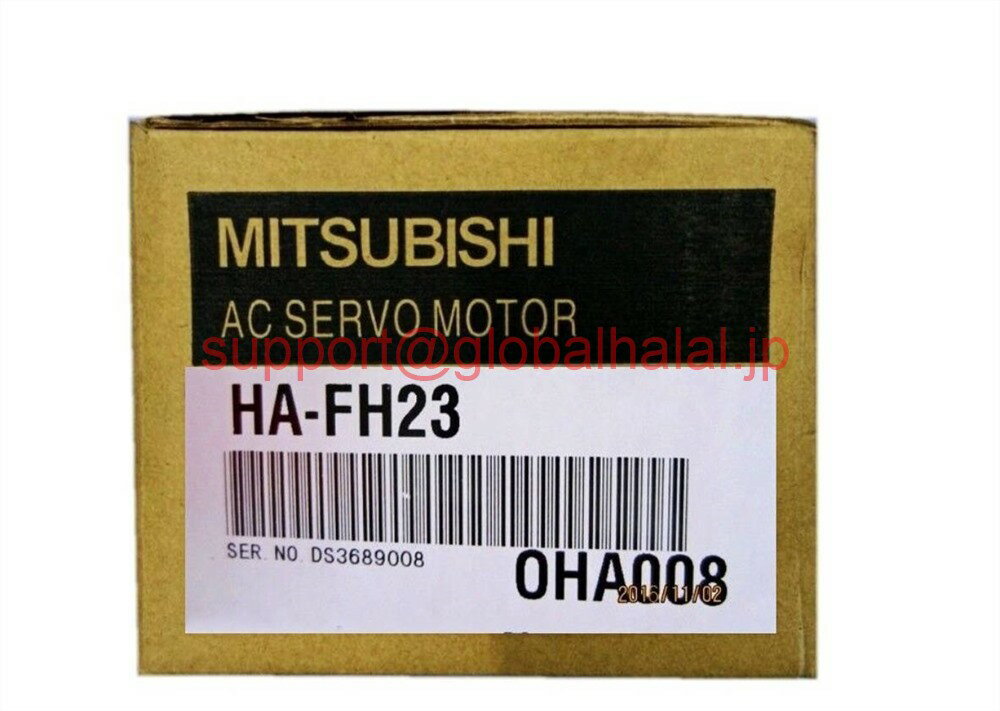 MITSUBISHI
AC SERVO MOTOR
support@globalhalal.jp
HA-FH23
SER. NO. DS3689008
OHA008
2016/11/02